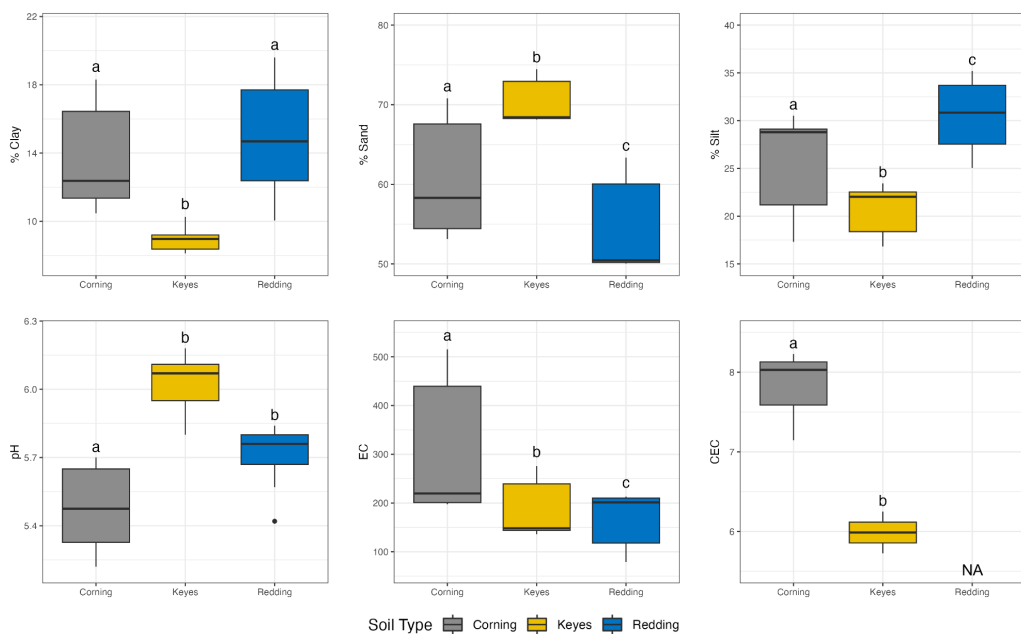 22
18
14
10
% Clay
a
b
a
Corning
Keyes
Redding
80
70
60
50
% Sand
a
b
c
Corning
Keyes
Redding
40
35
30
25
20
15
% Silt
a
b
c
Corning
Keyes
Redding
6.3
6.0
5.7
5.4
pH
a
b
b
Corning
Keyes
Redding
500
400
300
200
100
EC
a
b
c
Corning
Keyes
Redding
8
7
6
CEC
a
b
NA
Corning
Keyes
Redding
Soil Type Corning Keyes Redding